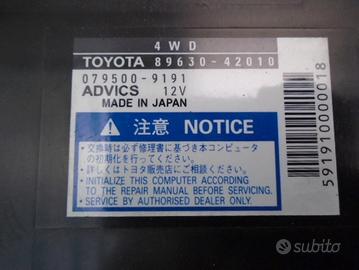 4WD
TOYOTA 89630-42010
079500-9191
ADVICS 12V
MADE IN JAPAN
注意 NOTICE
・交換時は必ず修理書に基づき本コンピュータ
の初期化を行ってください。
・詳しくはトヨタ販売店にご相談ください。
・INITIALIZE THIS COMPUTER ACCORDING
TO THE REPAIR MANUAL BEFORE SERVICING.
・SERVICE BY AUTHORISED DEALER ONLY.
591910000018
subito